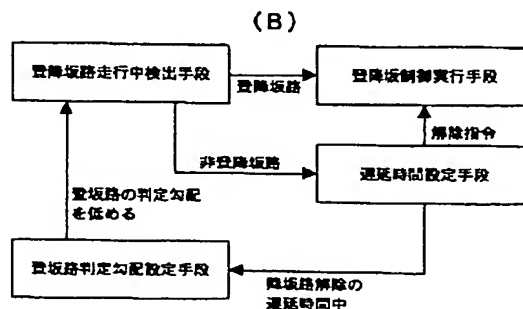 (B)
登降坂路走行中検出手段
登降坂路
登降坂制御実行手段
解除指令
非登降坂路
遅延時間設定手段
登坂路の判定勾配
を低める
登坂路判定勾配設定手段
降坂路解除の
遅延時間中